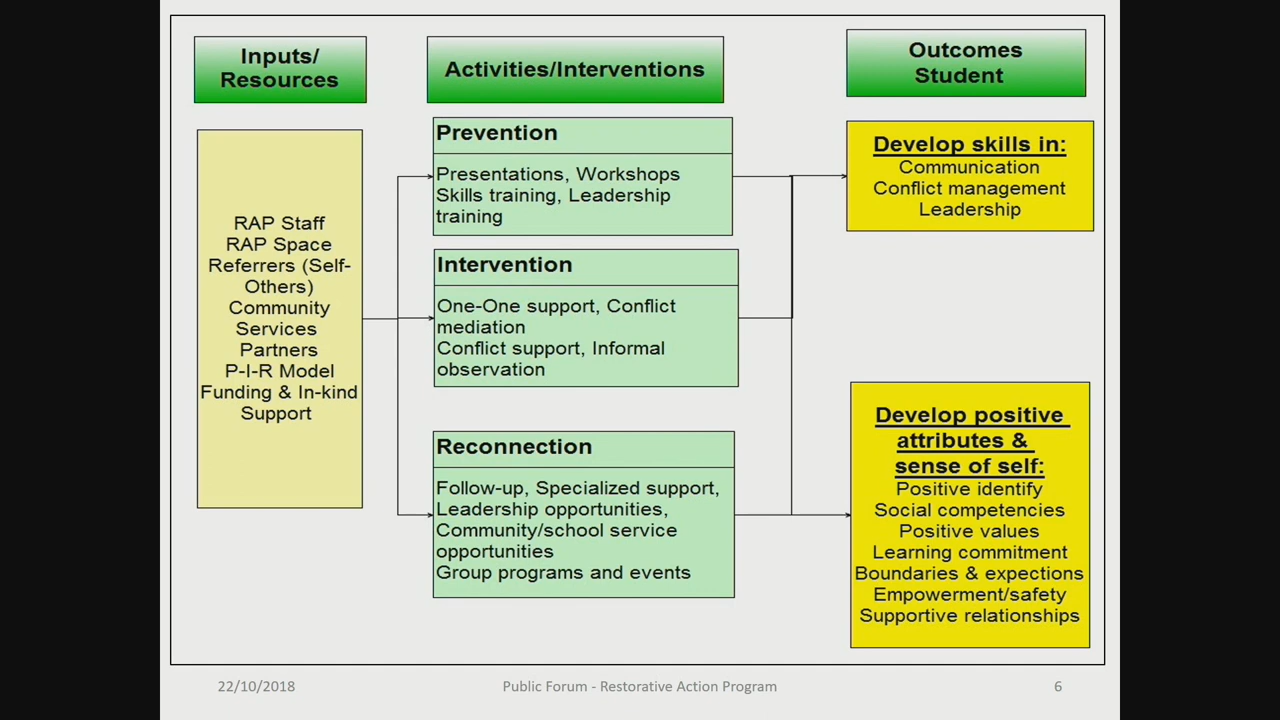 Inputs/
Resources
Activities/Interventions
Outcomes
Student
RAP Staff
RAP Space
Referrers (Self-
Others)
Community
Services
Partners
P-I-R Model
Funding & In-kind
Support
Prevention
Presentations, Workshops
Skills training, Leadership
training
Intervention
One-One support, Conflict
mediation
Conflict support, Informal
observation
Reconnection
Follow-up, Specialized support,
Leadership opportunities,
Community/school service
opportunities
Group programs and events
Develop skills in:
Communication
Conflict management
Leadership
Develop positive
attributes &
sense of self:
Positive identify
Social competencies
Positive values
Learning commitment
Boundaries & expections
Empowerment/safety
Supportive relationships
22/10/2018
Public Forum - Restorative Action Program
6